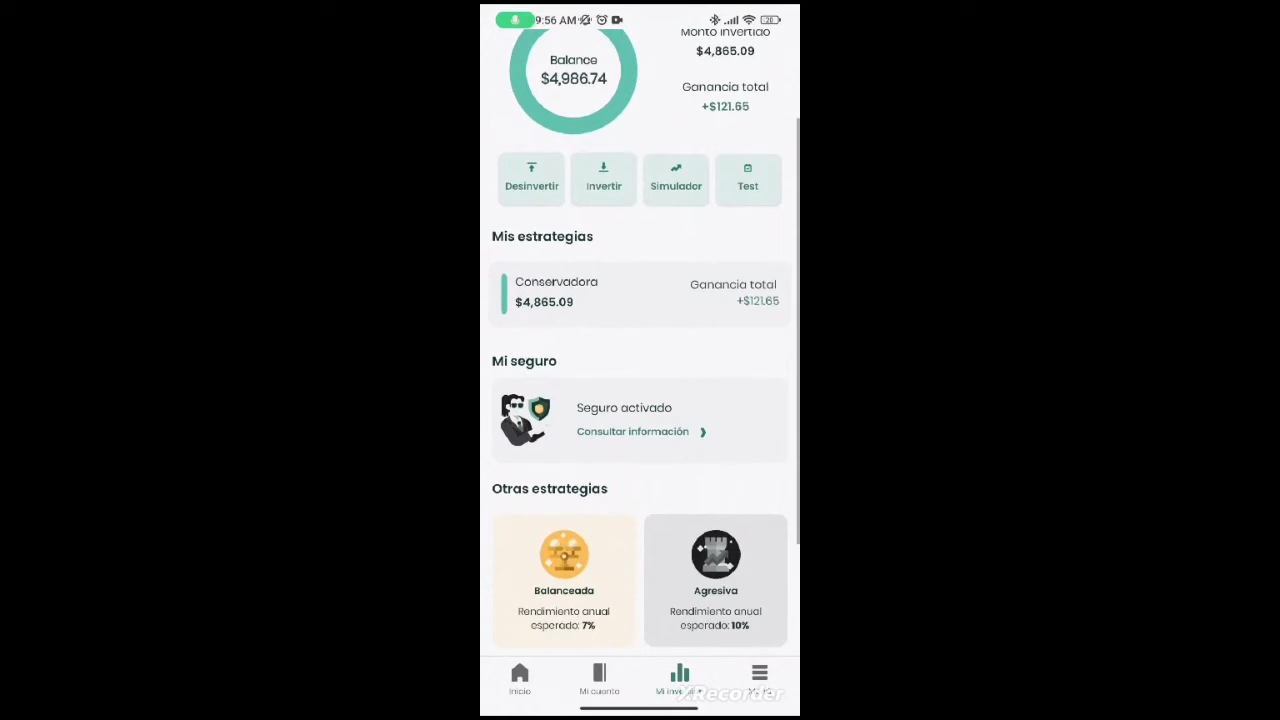 9:56 AM
20
Monto invertido
Balance
$4,986.74
$4,865.09
Ganancia total
+$121.65
Desinvertir
Invertir
Simulador
Test
Mis estrategias
Conservadora
$4,865.09
Ganancia total
+$121.65
Mi seguro
Seguro activado
Consultar información
Otras estrategias
Balanceada
Rendimiento anual
esperado: 7%
Agresiva
Rendimiento anual
esperado: 10%
Inicio
Mi cuenta
XRecorder